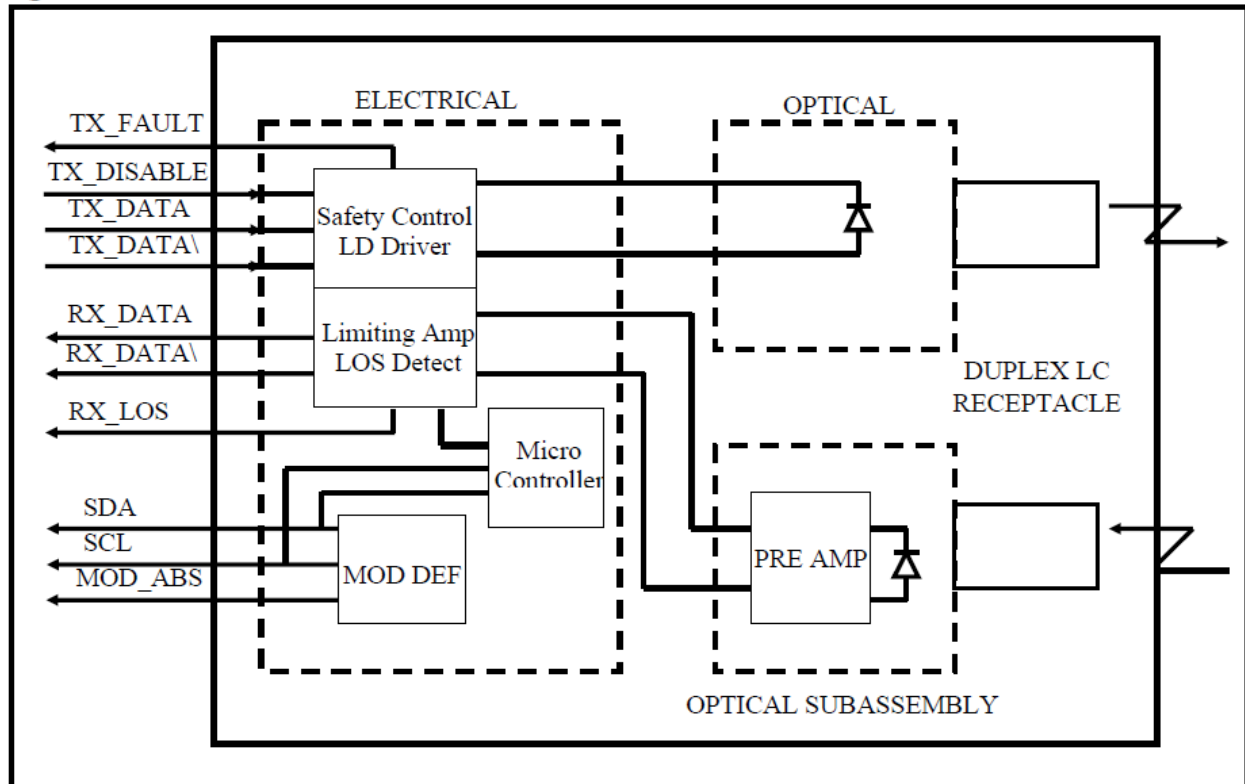 ELECTRICAL
OPTICAL
TX_FAULT
TX_DISABLE
TX_DATA
TX_DATA\
Safety Control
LD Driver
RX_DATA
RX_DATA\
Limiting Amp
LOS Detect
DUPLEX LC
RECEPTACLE
RX_LOS
Micro
Controller
SDA
SCL
MOD_ABS
MOD DEF
PRE AMP
OPTICAL SUBASSEMBLY